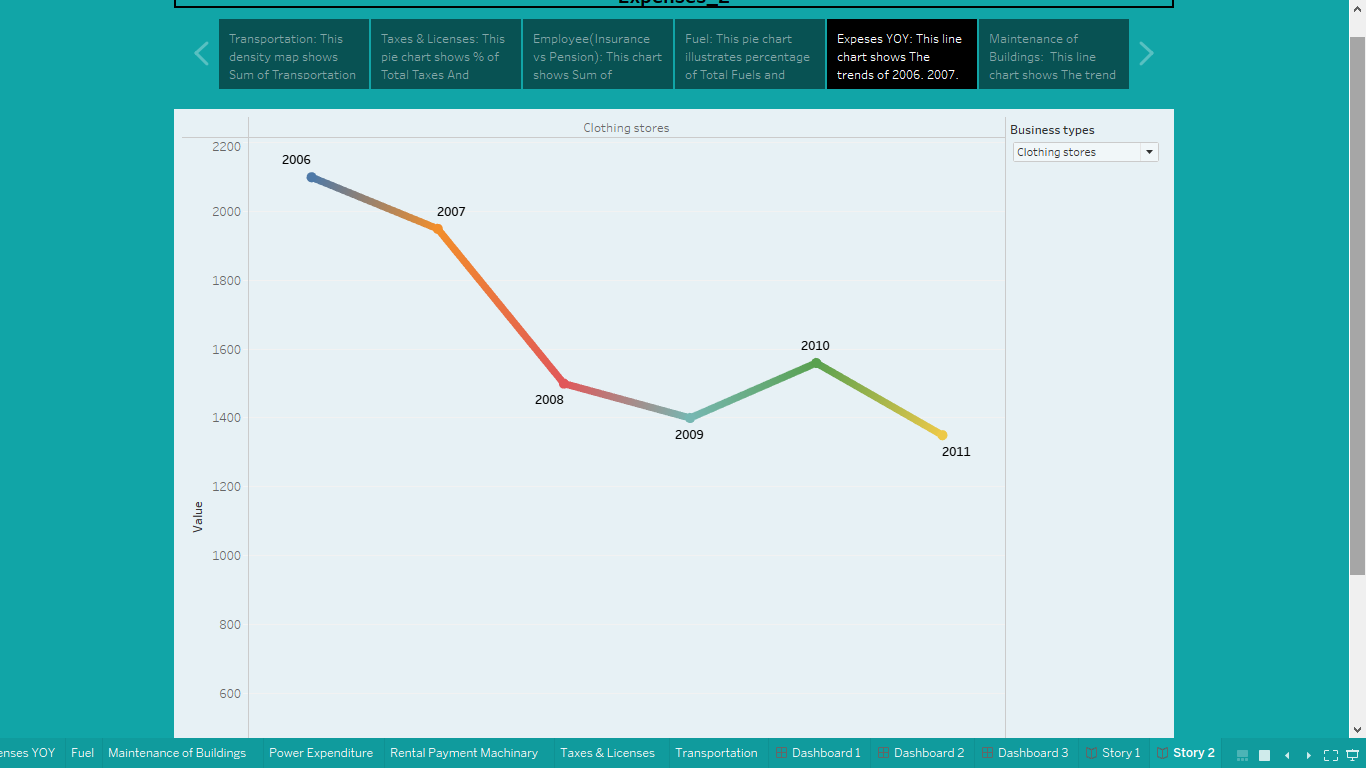 Expenses_2
Transportation: This
density map shows
Sum of Transportation
Taxes & Licenses: This
pie chart shows % of
Total Taxes And
Employee(Insurance
vs Pension): This chart
shows Sum of
Fuel: This pie chart
illustrates percentage
of Total Fuels and
Expeses YOY: This line
chart shows The
trends of 2006. 2007.
Maintenance of
Buildings: This line
chart shows The trend
Clothing stores
Business types
Clothing stores
2200
2000
1800
1600
1400
1200
1000
800
600
Value
2006
2007
2008
2009
2010
2011
enses YOY
Fuel
Maintenance of Buildings
Power Expenditure
Rental Payment Machinary
Taxes & Licenses
Transportation
Dashboard 1
Dashboard 2
Dashboard 3
Story 1
Story 2